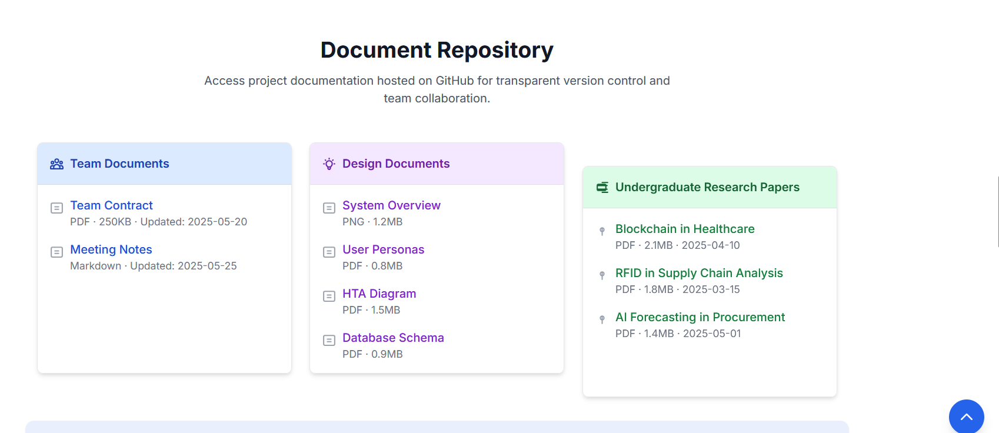 Document Repository
Access project documentation hosted on GitHub for transparent version control and
team collaboration.
Team Documents
Team Contract
PDF · 250KB · Updated: 2025-05-20
Meeting Notes
Markdown · Updated: 2025-05-25
Design Documents
System Overview
PNG · 1.2MB
User Personas
PDF · 0.8MB
HTA Diagram
PDF · 1.5MB
Database Schema
PDF · 0.9MB
Undergraduate Research Papers
Blockchain in Healthcare
PDF · 2.1MB · 2025-04-10
RFID in Supply Chain Analysis
PDF · 1.8MB · 2025-03-15
AI Forecasting in Procurement
PDF · 1.4MB · 2025-05-01